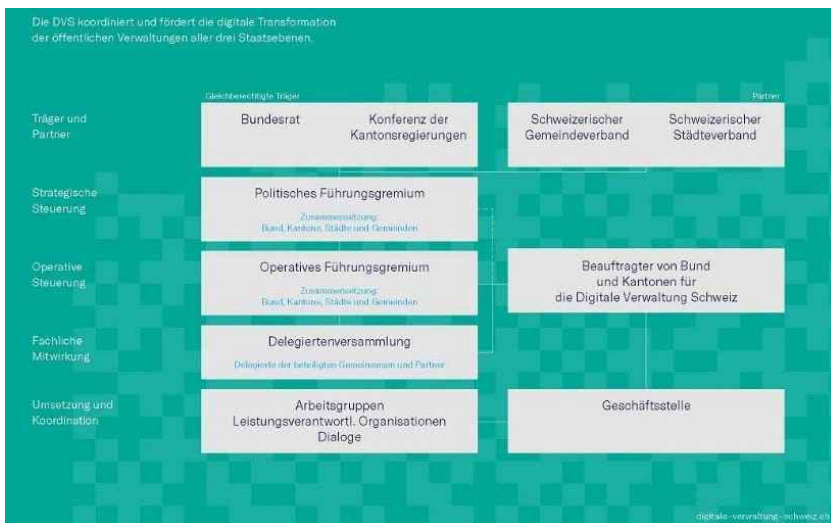 Die DVS koordiniert und fördert die digitale Transformation
der öffentlichen Verwaltungen aller drei Staatsebenen.
Gleichberechtigte Träger
Partner
Träger und
Partner
Bundesrat
Konferenz der
Kantonsregierungen
Schweizerischer
Gemeindeverband
Schweizerischer
Städteverband
Strategische
Steuerung
Politisches Führungsgremium
Zusammensetzung:
Bund, Kantone, Städte und Gemeinden
Operative
Steuerung
Operatives Führungsgremium
Zusammensetzung:
Bund, Kantone, Städte und Gemeinden
Beauftragter von Bund
und Kantonen für
die Digitale Verwaltung Schweiz
Fachliche
Mitwirkung
Delegiertenversammlung
Delegierte der beteiligten Gemeinwesen und Partner
Umsetzung und
Koordination
Arbeitsgruppen
Leistungsverantwortl. Organisationen
Dialoge
Geschäftsstelle
digitale-verwaltung-schweiz.ch